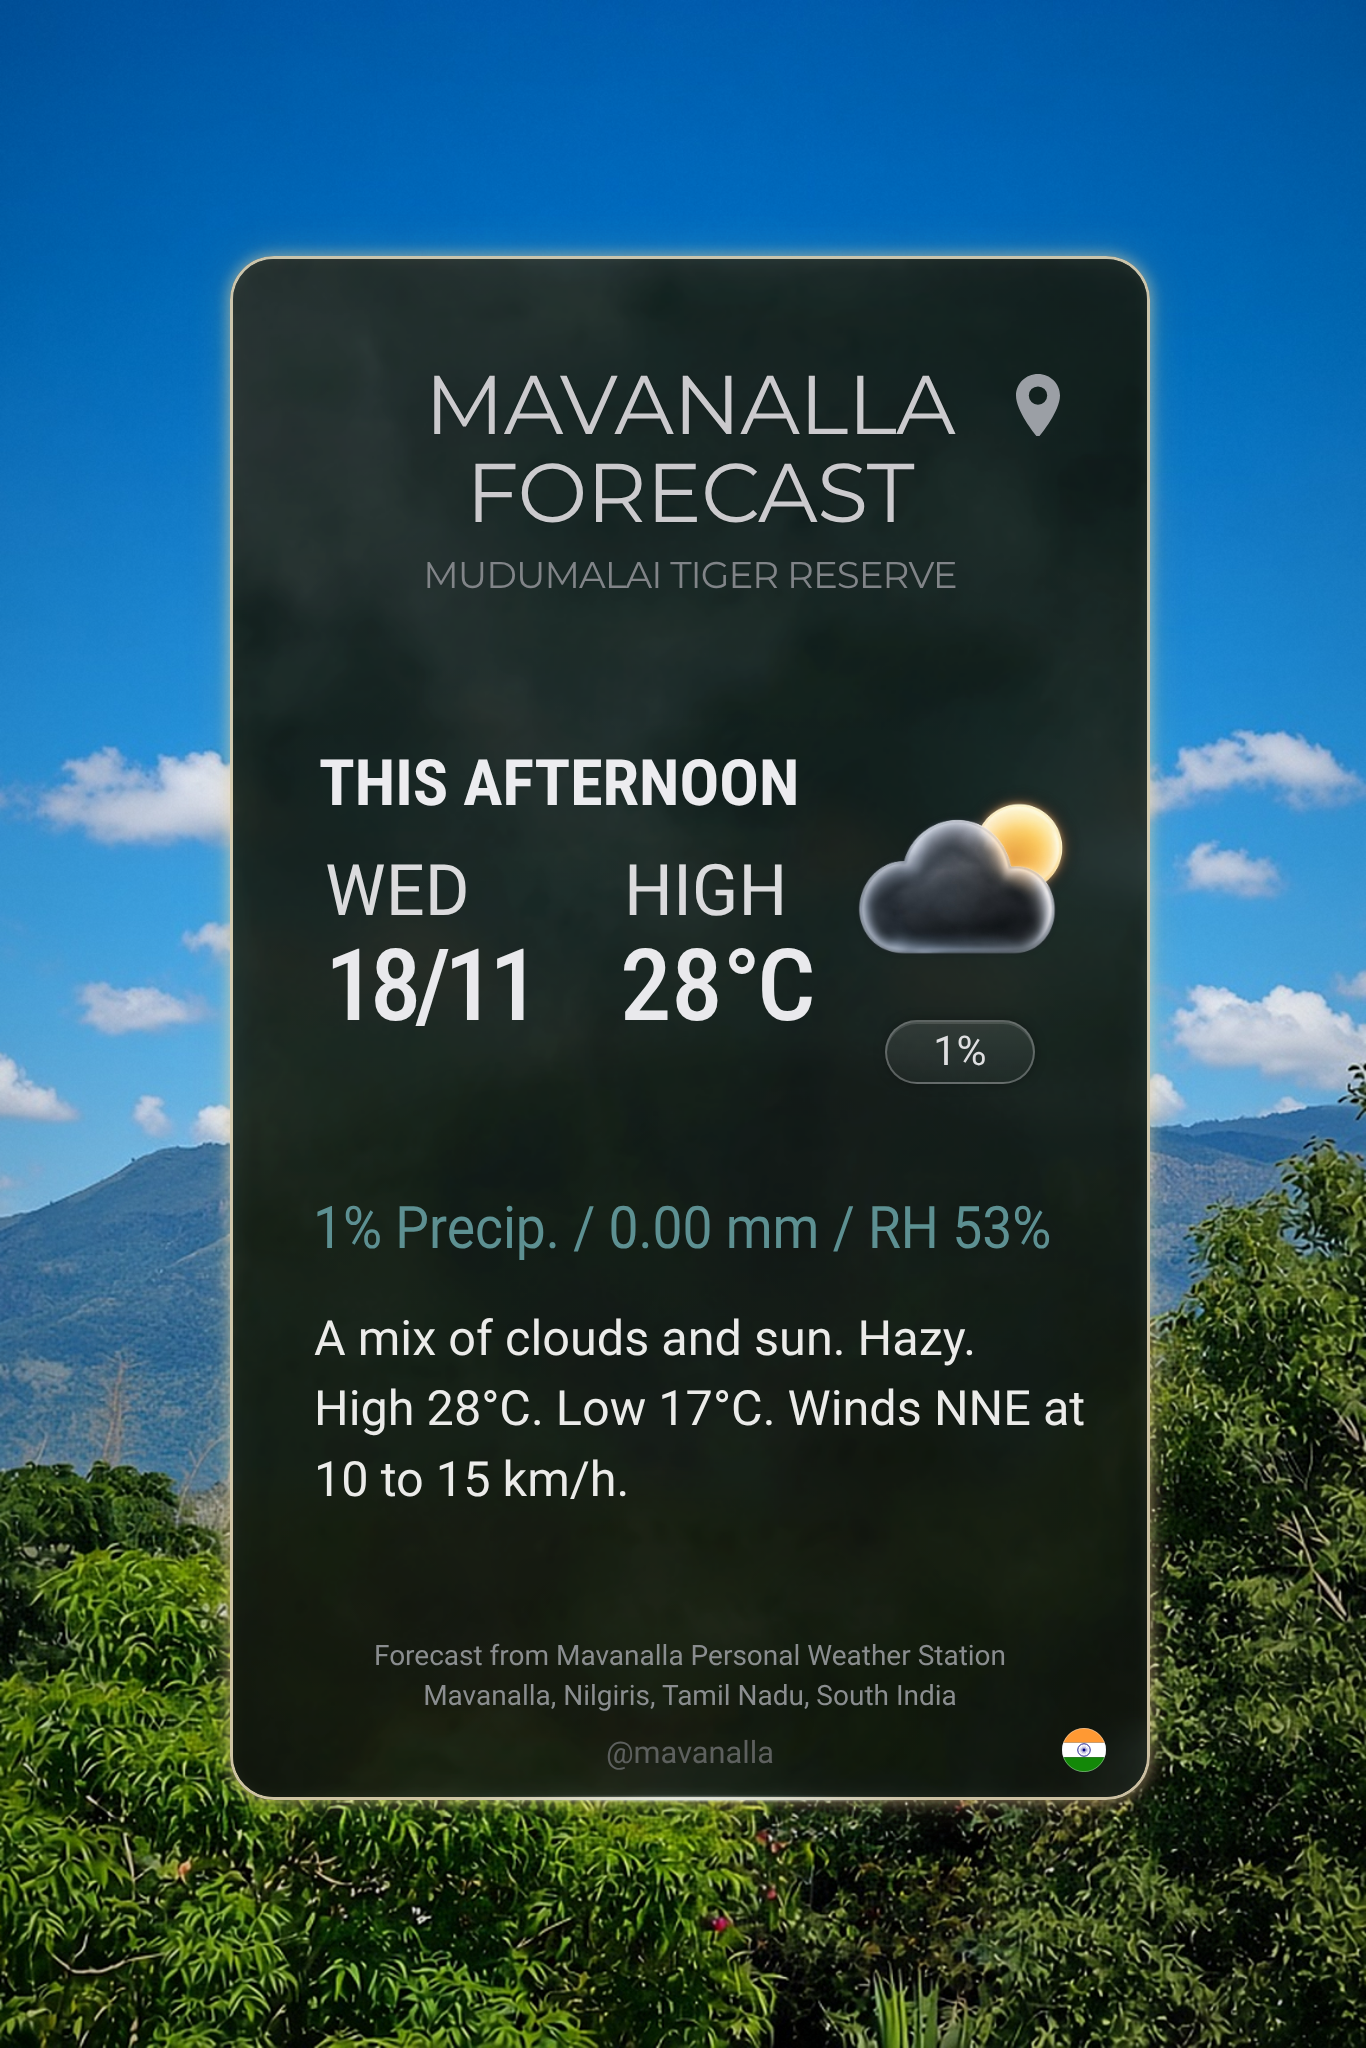 MAVANALLA
FORECAST
MUDUMALAI TIGER RESERVE
THIS AFTERNOON
WED
18/11
HIGH
28°C
1%
1% Precip. / 0.00 mm / RH 53%
A mix of clouds and sun. Hazy.
High 28°C. Low 17°C. Winds NNE at
10 to 15 km/h.
Forecast from Mavanalla Personal Weather Station
Mavanalla, Nilgiris, Tamil Nadu, South India
@mavanalla